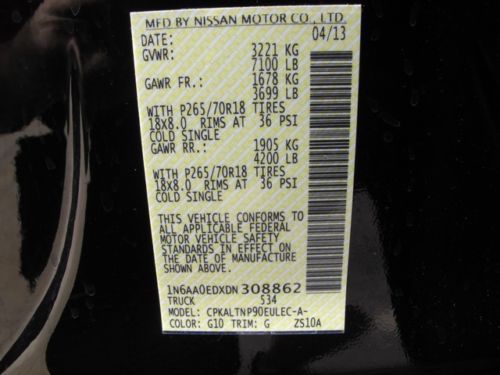 MFD BY NISSAN MOTOR CO., LTD.
DATE: 04/13
GVWR: 3221 KG
7100 LB
GAWR FR.: 1678 KG
3699 LB
WITH P265/70R18 TIRES
18X8.0 RIMS AT 36 PSI
COLD SINGLE
GAWR RR.: 1905 KG
4200 LB
WITH P265/70R18 TIRES
18X8.0 RIMS AT 36 PSI
COLD SINGLE
THIS VEHICLE CONFORMS TO
ALL APPLICABLE FEDERAL
MOTOR VEHICLE SAFETY
STANDARDS IN EFFECT ON
THE DATE OF MANUFACTURE
SHOWN ABOVE.
1N6AA0EDXDN308862
TRUCK 534
MODEL: CPKALTNP90EULEC-A-
COLOR: G10 TRIM: G ZS10A